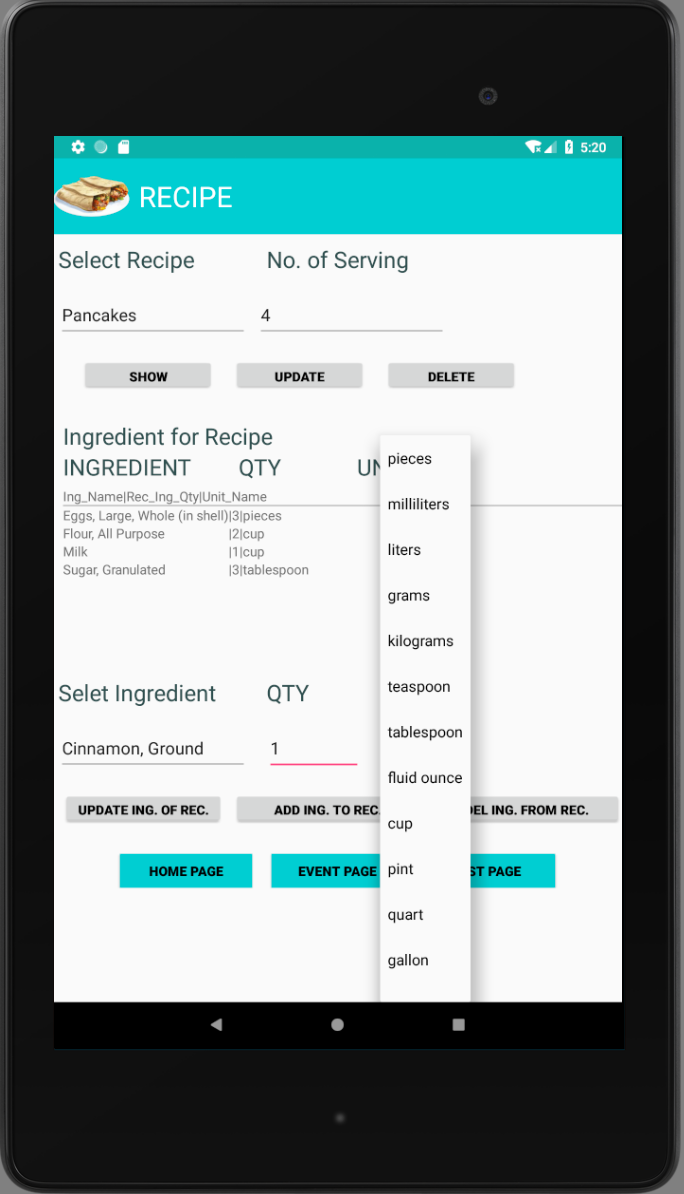 5:20
RECIPE
Select Recipe No. of Serving
Pancakes 4
SHOW UPDATE DELETE
Ingredient for Recipe
INGREDIENT QTY UN
Ing_Name|Rec_Ing_Qty|Unit_Name
Eggs, Large, Whole (in shell)|3|pieces
Flour, All Purpose |2|cup
Milk |1|cup
Sugar, Granulated |3|tablespoon
Selet Ingredient QTY
Cinnamon, Ground 1
UPDATE ING. OF REC. ADD ING. TO REC. DEL ING. FROM REC.
HOME PAGE EVENT PAGE ST PAGE
pieces
milliliters
liters
grams
kilograms
teaspoon
tablespoon
fluid ounce
cup
pint
quart
gallon